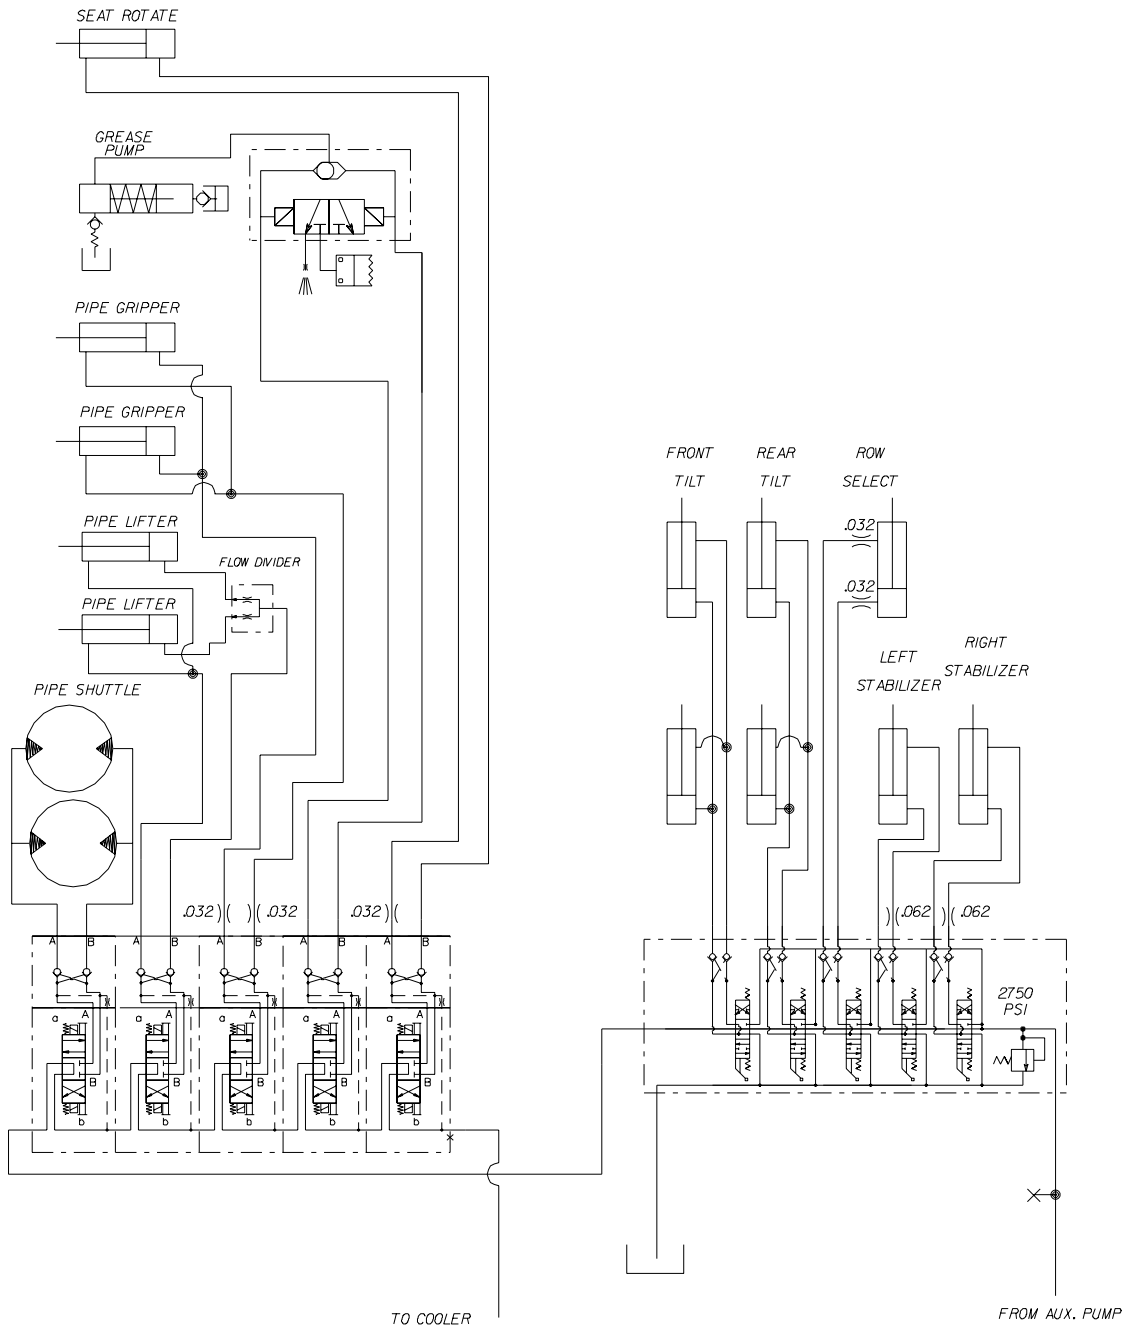 SEAT ROTATE
GREASE
PUMP
PIPE GRIPPER
PIPE GRIPPER
PIPE LIFTER
FLOW DIVIDER
PIPE LIFTER
PIPE SHUTTLE
FRONT
TILT
REAR
TILT
ROW
SELECT
.032
.032
LEFT
STABILIZER
RIGHT
STABILIZER
.032
.032
.032
.062
.062
A B A B A B A B A B
a A a A a A a A a A
B B B B B
b b b b b
2750
PSI
TO COOLER
FROM AUX. PUMP